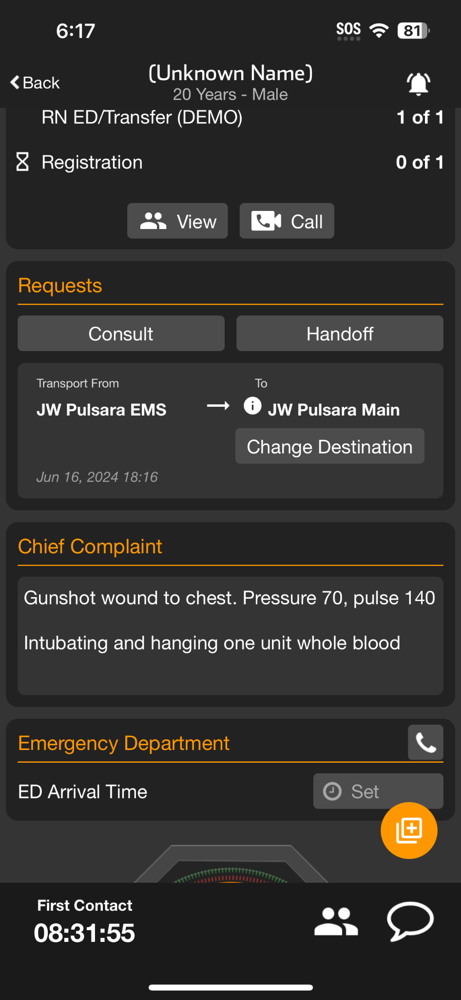 6:17
SOS
81
Back
(Unknown Name)
20 Years - Male
RN ED/Transfer (DEMO) 1 of 1
Registration 0 of 1
View
Call
Requests
Consult
Handoff
Transport From
To
JW Pulsara EMS
JW Pulsara Main
Change Destination
Jun 16, 2024 18:16
Chief Complaint
Gunshot wound to chest. Pressure 70, pulse 140
Intubating and hanging one unit whole blood
Emergency Department
ED Arrival Time
Set
First Contact
08:31:55